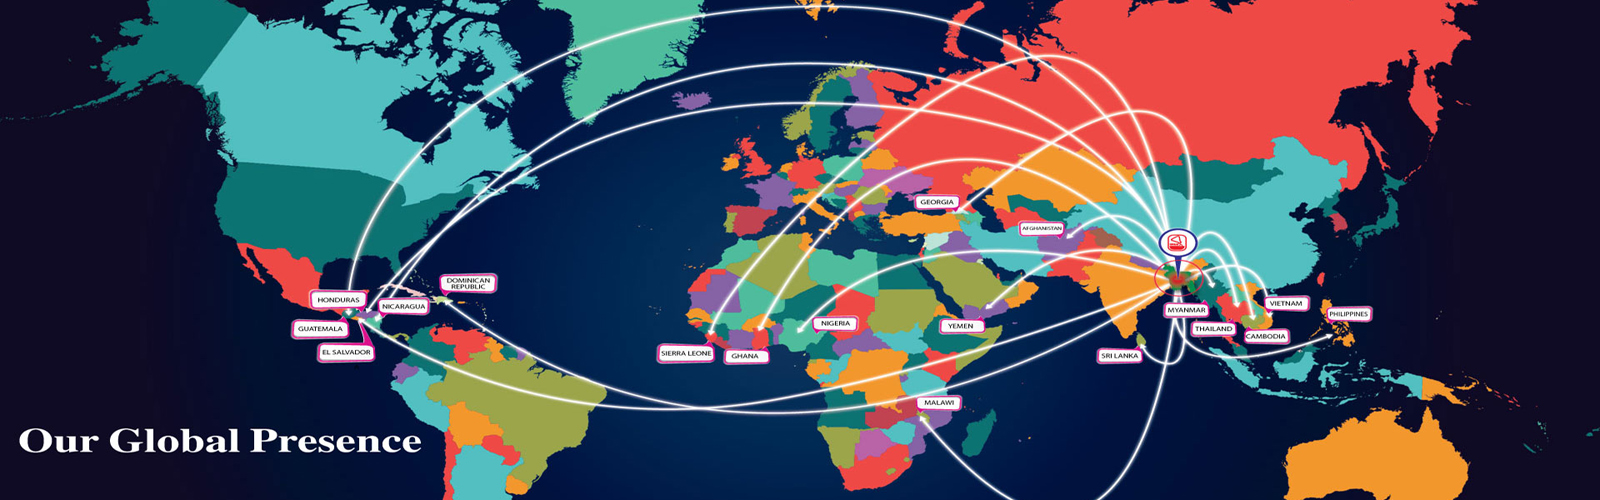 GEORGIA
AFGHANISTAN
DOMINICAN
REPUBLIC
HONDURAS
NICARAGUA
GUATEMALA
EL SALVADOR
SIERRA LEONE
GHANA
NIGERIA
YEMEN
MALAWI
SRI LANKA
MYANMAR
THAILAND
VIETNAM
CAMBODIA
PHILIPPINES
Our Global Presence